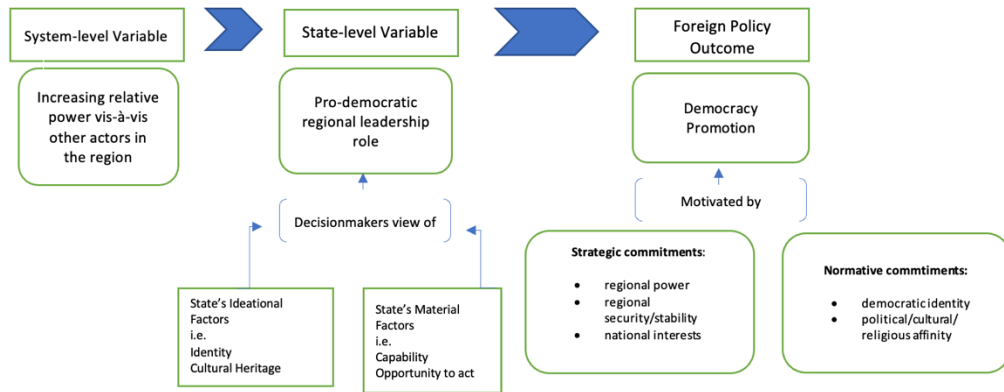 System-level Variable
State-level Variable
Foreign Policy
Outcome
Increasing relative
power vis-à-vis
other actors in
the region
Pro-democratic
regional leadership
role
Democracy
Promotion
Decisionmakers view of
Motivated by
State's Ideational
Factors
i.e.
Identity
Cultural Heritage
State's Material
Factors
i.e.
Capability
Opportunity to act
Strategic commitments:
• regional power
• regional
security/stability
• national interests
Normative commtiments:
• democratic identity
• political/cultural/
religious affinity